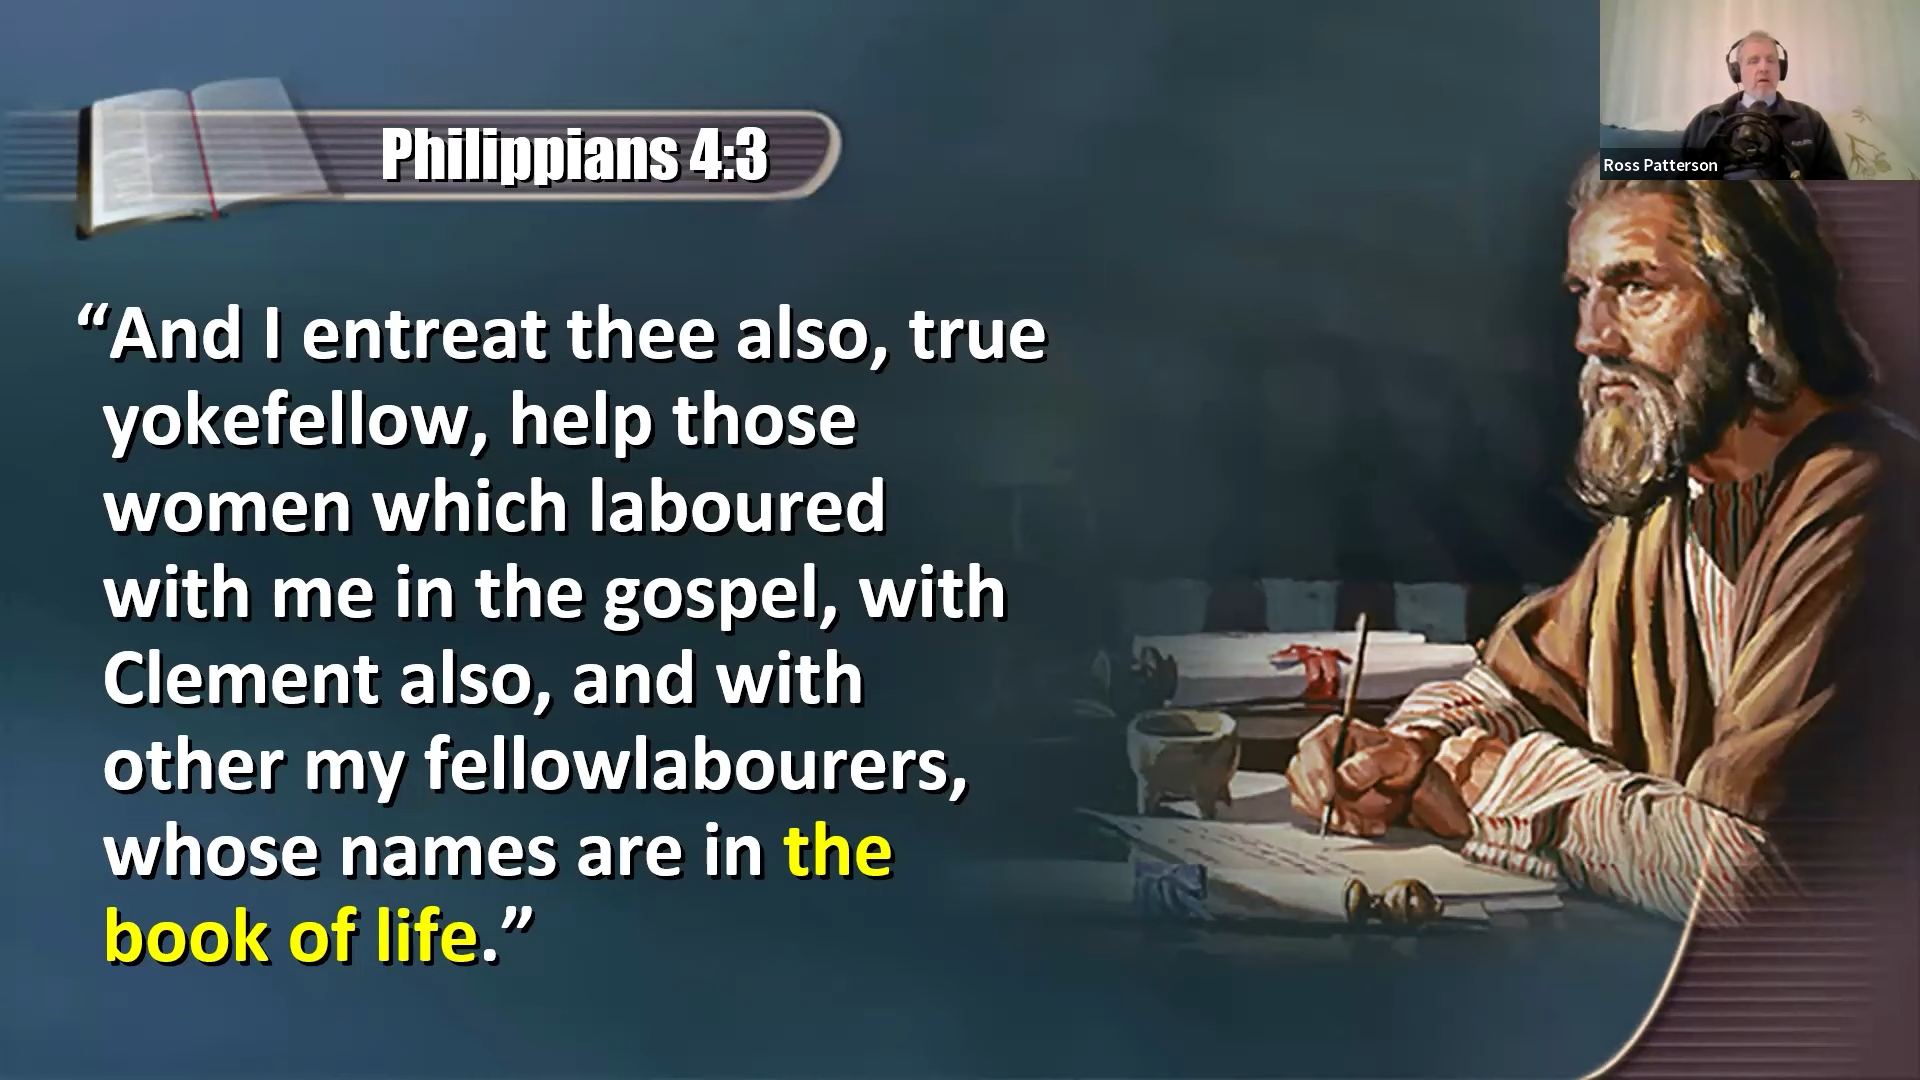 Philippians 4:3
“And I entreat thee also, true
yokefellow, help those
women which laboured
with me in the gospel, with
Clement also, and with
other my fellowlabourers,
whose names are in the
book of life.”
Ross Patterson